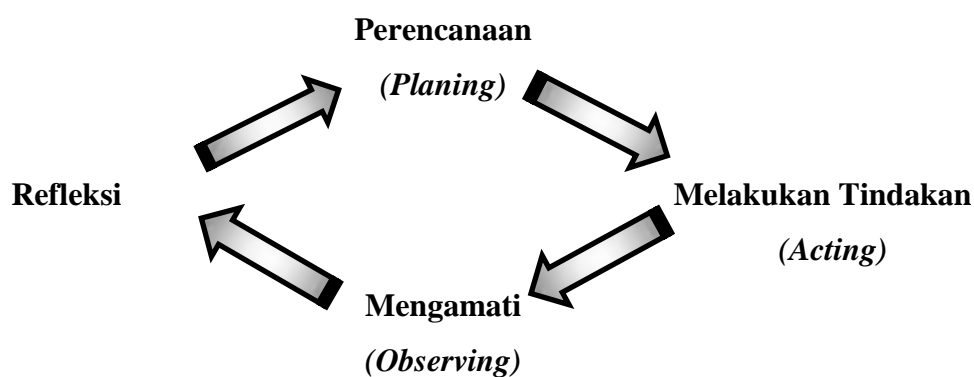 Perencanaan
(Planing)
Refleksi
Melakukan Tindakan
(Acting)
Mengamati
(Observing)